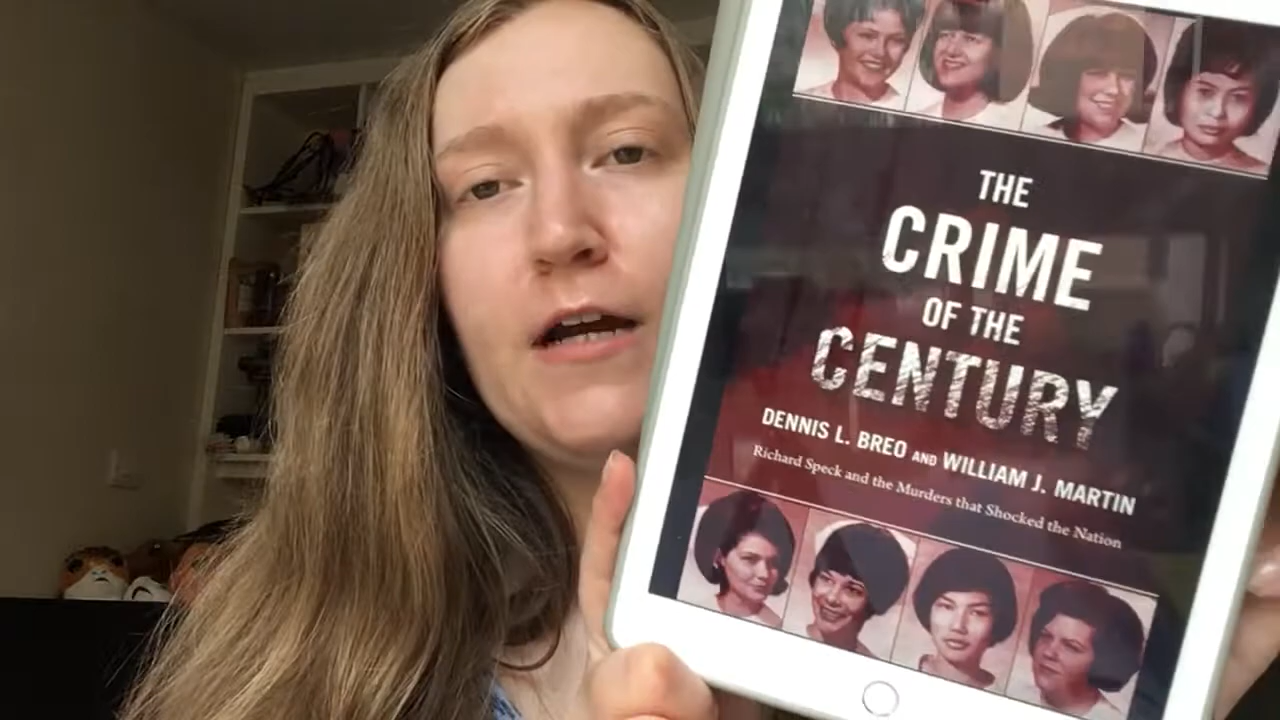 THE
CRIME
OF THE
CENTURY
DENNIS L. BREO AND WILLIAM J. MARTIN
Richard Speck and the Murders that Shocked the Nation